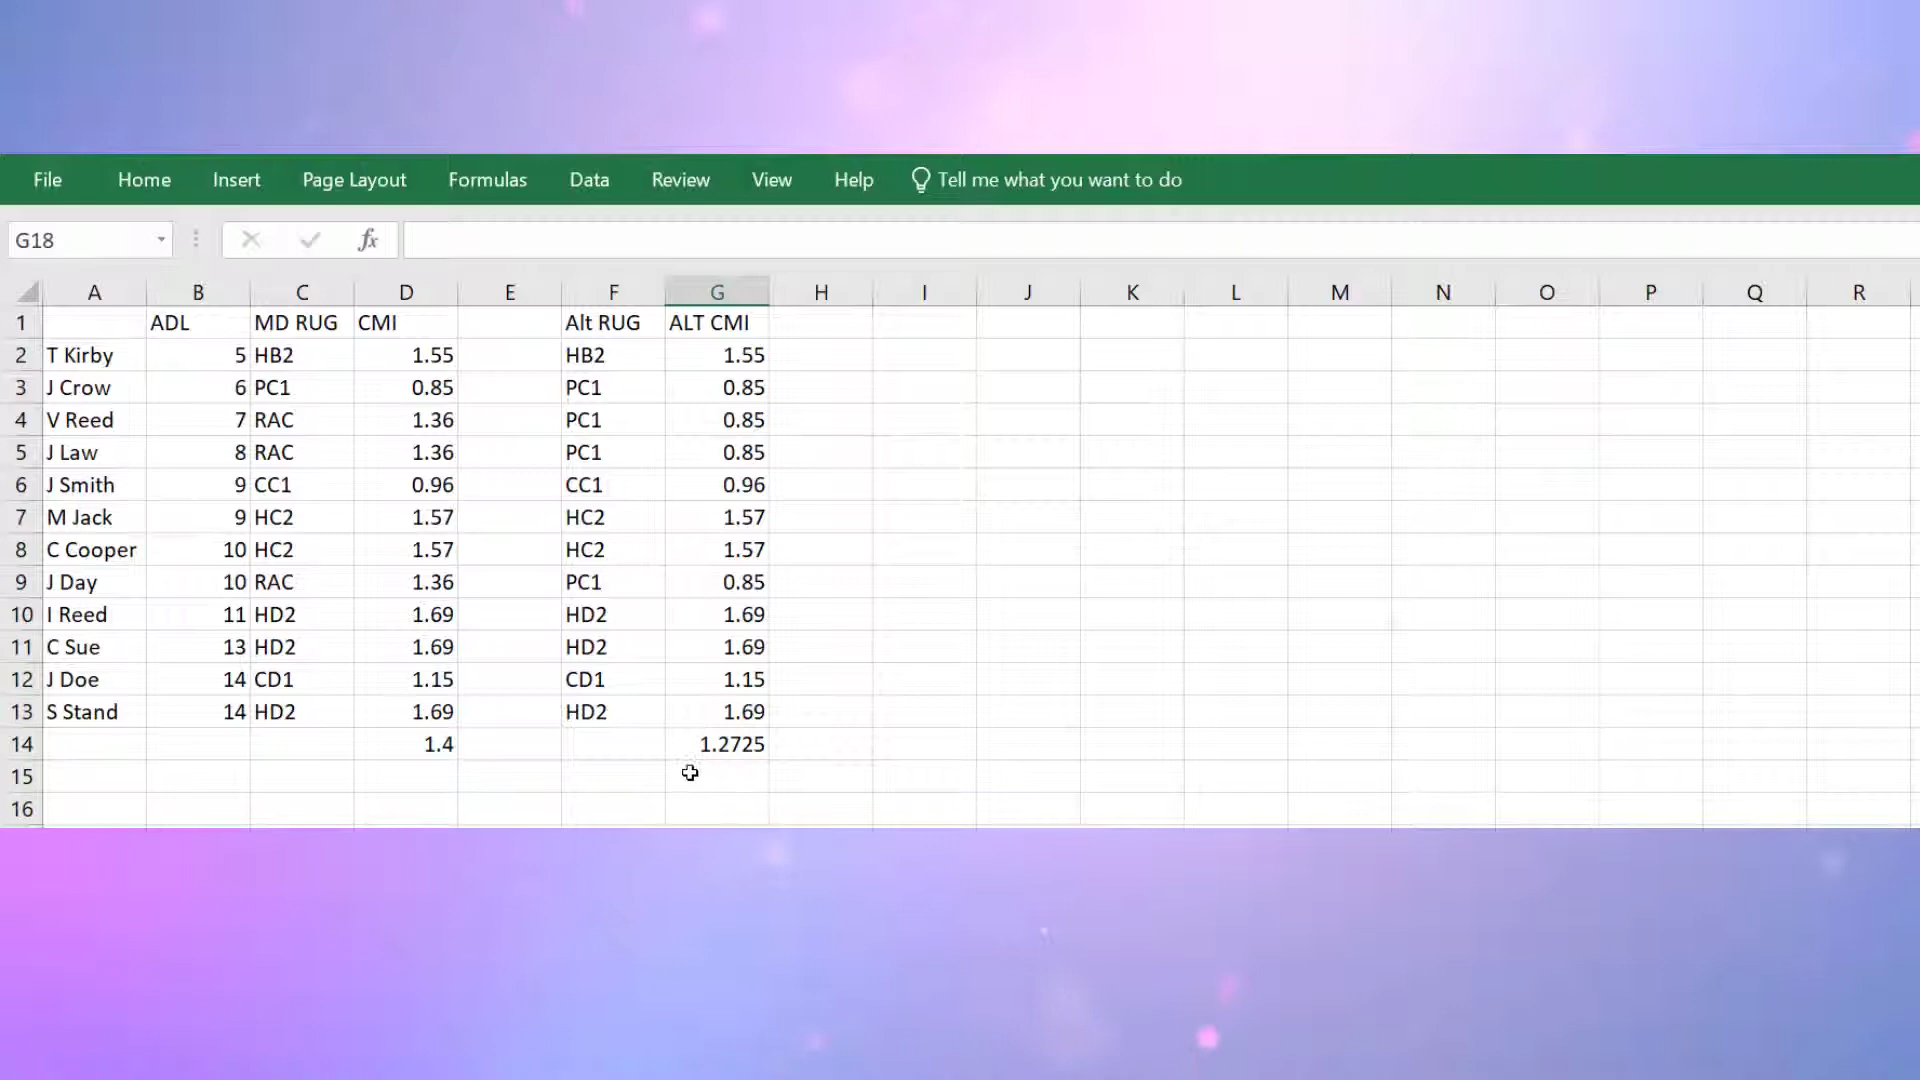 File Home Insert Page Layout Formulas Data Review View Help Tell me what you want to do
G18 fx
A B C D E F G H I J K L M N O P Q R
1 ADL MD RUG CMI Alt RUG ALT CMI
2 T Kirby 5 HB2 1.55 HB2 1.55
3 J Crow 6 PC1 0.85 PC1 0.85
4 V Reed 7 RAC 1.36 PC1 0.85
5 J Law 8 RAC 1.36 PC1 0.85
6 J Smith 9 CC1 0.96 CC1 0.96
7 M Jack 9 HC2 1.57 HC2 1.57
8 C Cooper 10 HC2 1.57 HC2 1.57
9 J Day 10 RAC 1.36 PC1 0.85
10 I Reed 11 HD2 1.69 HD2 1.69
11 C Sue 13 HD2 1.69 HD2 1.69
12 J Doe 14 CD1 1.15 CD1 1.15
13 S Stand 14 HD2 1.69 HD2 1.69
14 1.4 1.2725
15
16